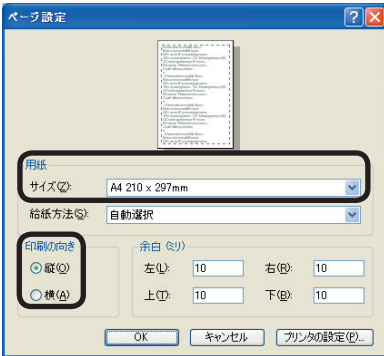 ページ設定
用紙
サイズ(Z): A4 210 x 297mm
給紙方法(S): 自動選択
印刷の向き 余白(ミリ)
縦(O) 左(L): 10 右(R): 10
横(A) 上(T): 10 下(B): 10
OK キャンセル プリンタの設定(P)...